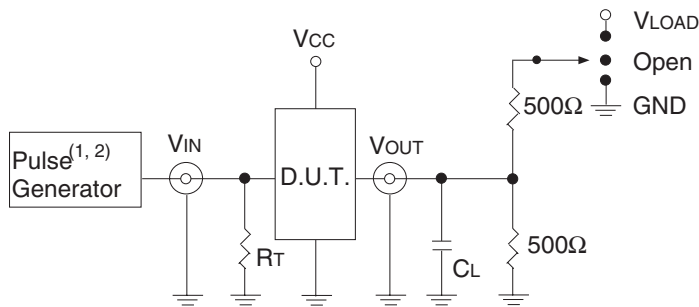 VLOAD
VCC
Open
500Ω
GND
Pulse(1, 2)
Generator
VIN
D.U.T.
VOUT
RT
CL
500Ω